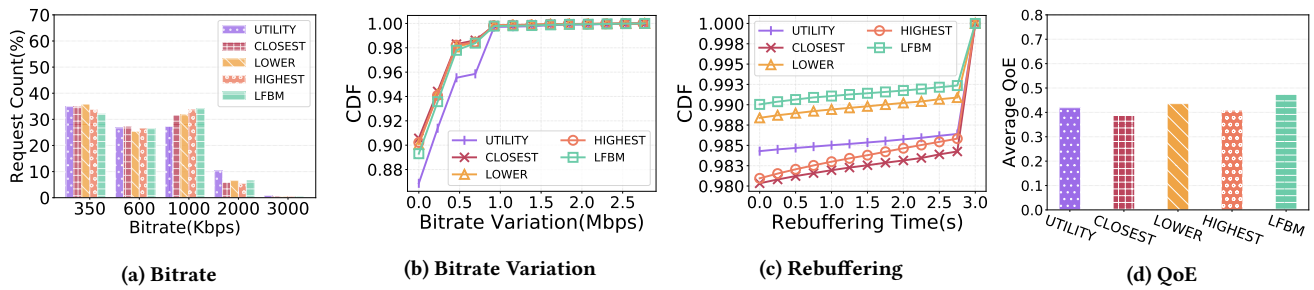 70
60
50
40
30
20
10
0
Request Count(%)
UTILITY
CLOSEST
LOWER
HIGHEST
LFBM
350 600 1000 2000 3000
Bitrate(Kbps)
(a) Bitrate
1.00
0.98
0.96
0.94
0.92
0.90
0.88
CDF
UTILITY
CLOSEST
LOWER
HIGHEST
LFBM
0.0 0.5 1.0 1.5 2.0 2.5
Bitrate Variation(Mbps)
(b) Bitrate Variation
1.000
0.998
0.995
0.993
0.990
0.988
0.985
0.983
0.980
CDF
UTILITY
CLOSEST
LOWER
HIGHEST
LFBM
0.0 0.5 1.0 1.5 2.0 2.5 3.0
Rebuffering Time(s)
(c) Rebuffering
0.8
0.7
0.6
0.5
0.4
0.3
0.2
0.1
0.0
Average QoE
UTILITY
CLOSEST
LOWER
HIGHEST
LFBM
(d) QoE